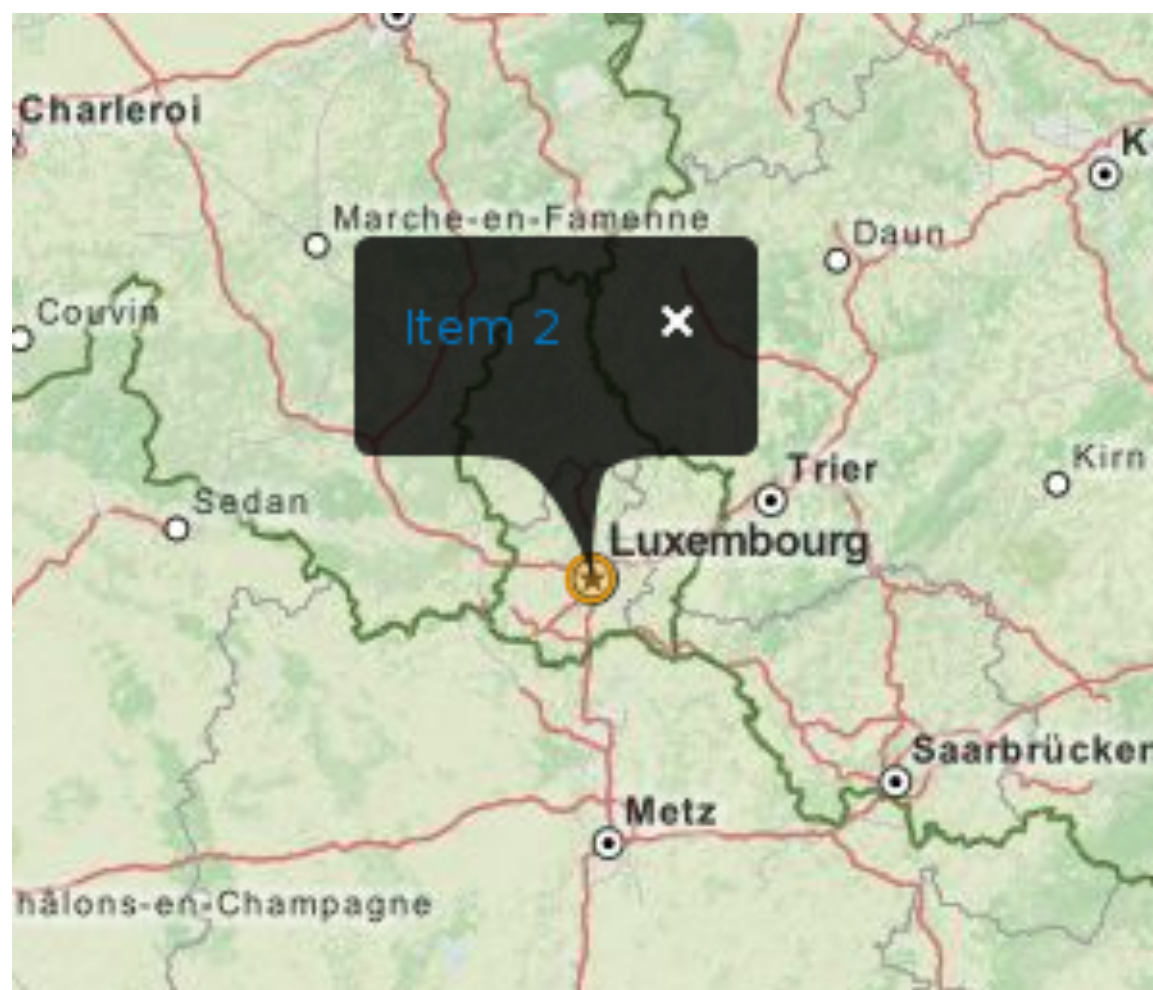 Charleroi
K
Marche-en-Famenne
Daun
Couvin
Item 2
×
Trier
Kirn
Sedan
Luxembourg
Saarbrücken
Metz
hâlons-en-Champagne